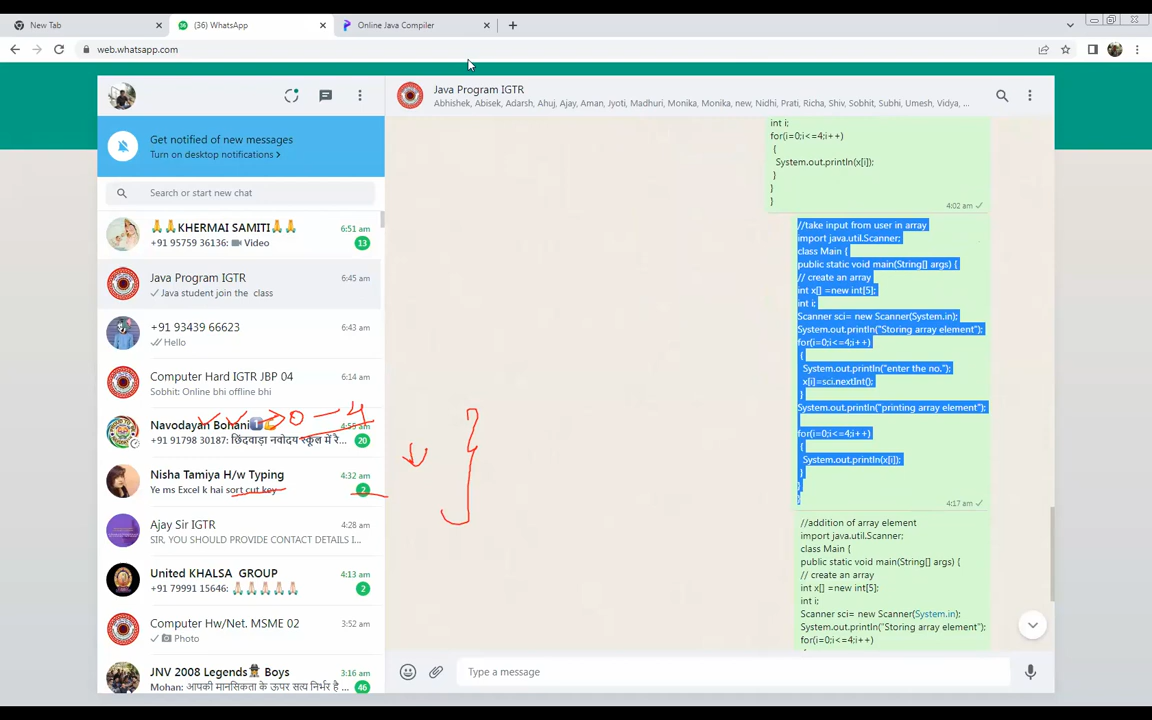 New Tab
(36) WhatsApp
Online Java Compiler
web.whatsapp.com
Get notified of new messages
Turn on desktop notifications
Search or start new chat
🙏🙏KHERMAI SAMITI🙏🙏
6:51 am
+91 95759 36136: Video
13
Java Program IGTR
6:45 am
Java student join the class
+91 93439 66623
6:43 am
Hello
Computer Hard IGTR JBP 04
6:14 am
Sobhit: Online bhi offline bhi
0 — 4
Navodayan Bohani
+91 91798 30187: छिंदवाड़ा नवोदय स्कूल में रै...
20
Nisha Tamiya H/w Typing
4:32 am
Ye ms Excel k hai sort cut key
2
Ajay Sir IGTR
4:28 am
SIR, YOU SHOULD PROVIDE CONTACT DETAILS I...
United KHALSA GROUP
4:13 am
+91 79991 15646: 🙏🏻🙏🏻🙏🏻🙏🏻🙏🏻
2
Computer Hw/Net. MSME 02
3:52 am
Photo
JNV 2008 Legends Boys
3:16 am
Mohan: आपकी मानसिकता के ऊपर सत्य निर्भर है ...
46
Java Program IGTR
Abhishek, Abisek, Adarsh, Ahuj, Ajay, Aman, Jyoti, Madhuri, Monika, Monika, new, Nidhi, Prati, Richa, Shiv, Sobhit, Subhi, Umesh, Vidya, ...
int i;
for(i=0;i<=4;i++)
{
System.out.println(x[i]);
}
}
}
4:02 am
//take input from user in array
import java.util.Scanner;
class Main {
public static void main(String[] args) {
// create an array
int x[] =new int[5];
int i;
Scanner sci= new Scanner(System.in);
System.out.println("Storing array element");
for(i=0;i<=4;i++)
{
System.out.println("enter the no.");
x[i]=sci.nextInt();
}
System.out.println("printing array element");
for(i=0;i<=4;i++)
{
System.out.println(x[i]);
}
}
}
4:17 am
//addition of array element
import java.util.Scanner;
class Main {
public static void main(String[] args) {
// create an array
int x[] =new int[5];
int i;
Scanner sci= new Scanner(System.in);
System.out.println("Storing array element");
for(i=0;i<=4;i++)
Type a message